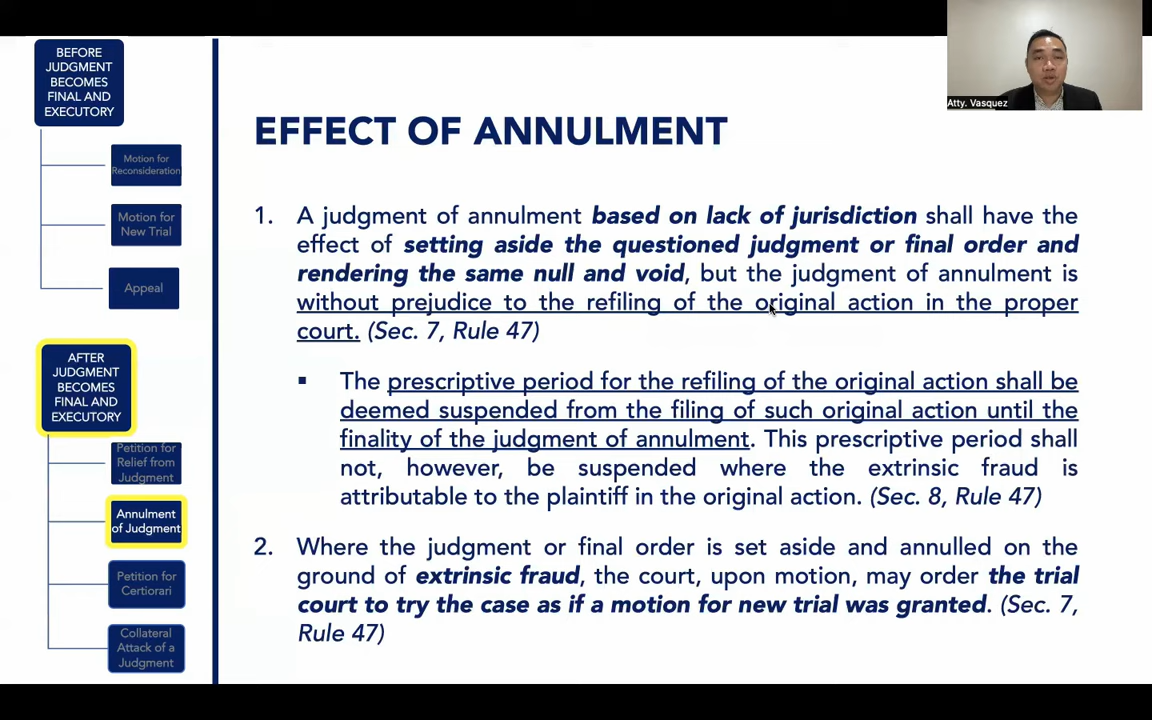 BEFORE
JUDGMENT
BECOMES
FINAL AND
EXECUTORY
Motion for
Reconsideration
Motion for
New Trial
Appeal
AFTER
JUDGMENT
BECOMES
FINAL AND
EXECUTORY
Petition for
Relief from
Judgment
Annulment
of Judgment
Petition for
Certiorari
Collateral
Attack of a
Judgment
Atty. Vasquez
EFFECT OF ANNULMENT
1. A judgment of annulment based on lack of jurisdiction shall have the
effect of setting aside the questioned judgment or final order and
rendering the same null and void, but the judgment of annulment is
without prejudice to the refiling of the original action in the proper
court. (Sec. 7, Rule 47)
▪ The prescriptive period for the refiling of the original action shall be
deemed suspended from the filing of such original action until the
finality of the judgment of annulment. This prescriptive period shall
not, however, be suspended where the extrinsic fraud is
attributable to the plaintiff in the original action. (Sec. 8, Rule 47)
2. Where the judgment or final order is set aside and annulled on the
ground of extrinsic fraud, the court, upon motion, may order the trial
court to try the case as if a motion for new trial was granted. (Sec. 7,
Rule 47)